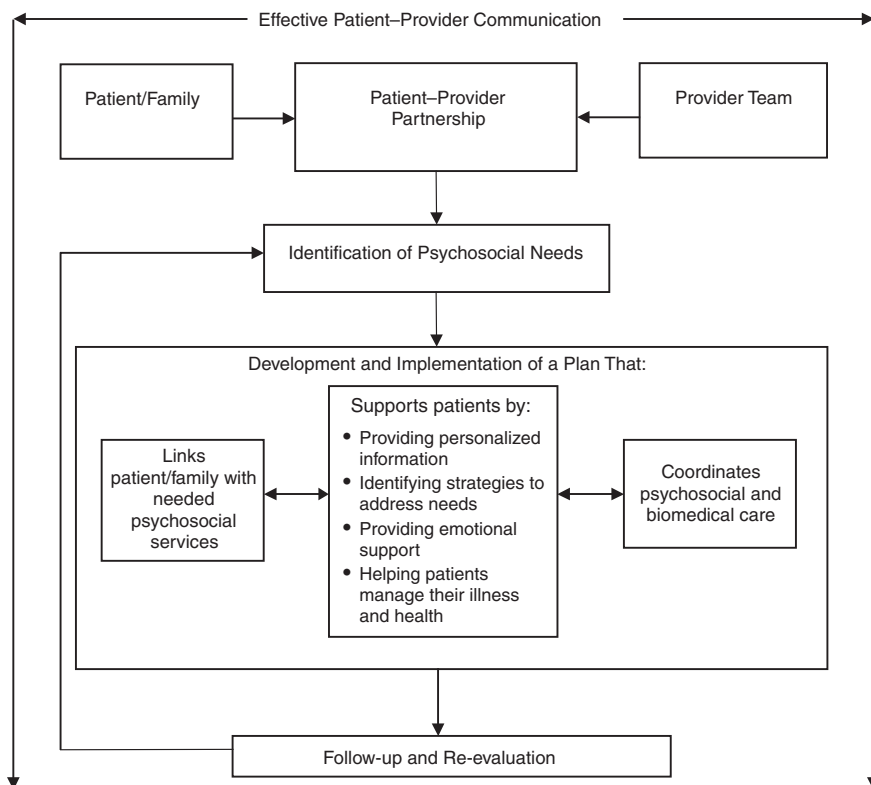 Effective Patient–Provider Communication
Patient/Family
Patient–Provider
Partnership
Provider Team
Identification of Psychosocial Needs
Development and Implementation of a Plan That:
Links
patient/family with
needed
psychosocial
services
Supports patients by:
• Providing personalized
information
• Identifying strategies to
address needs
• Providing emotional
support
• Helping patients
manage their illness
and health
Coordinates
psychosocial and
biomedical care
Follow-up and Re-evaluation